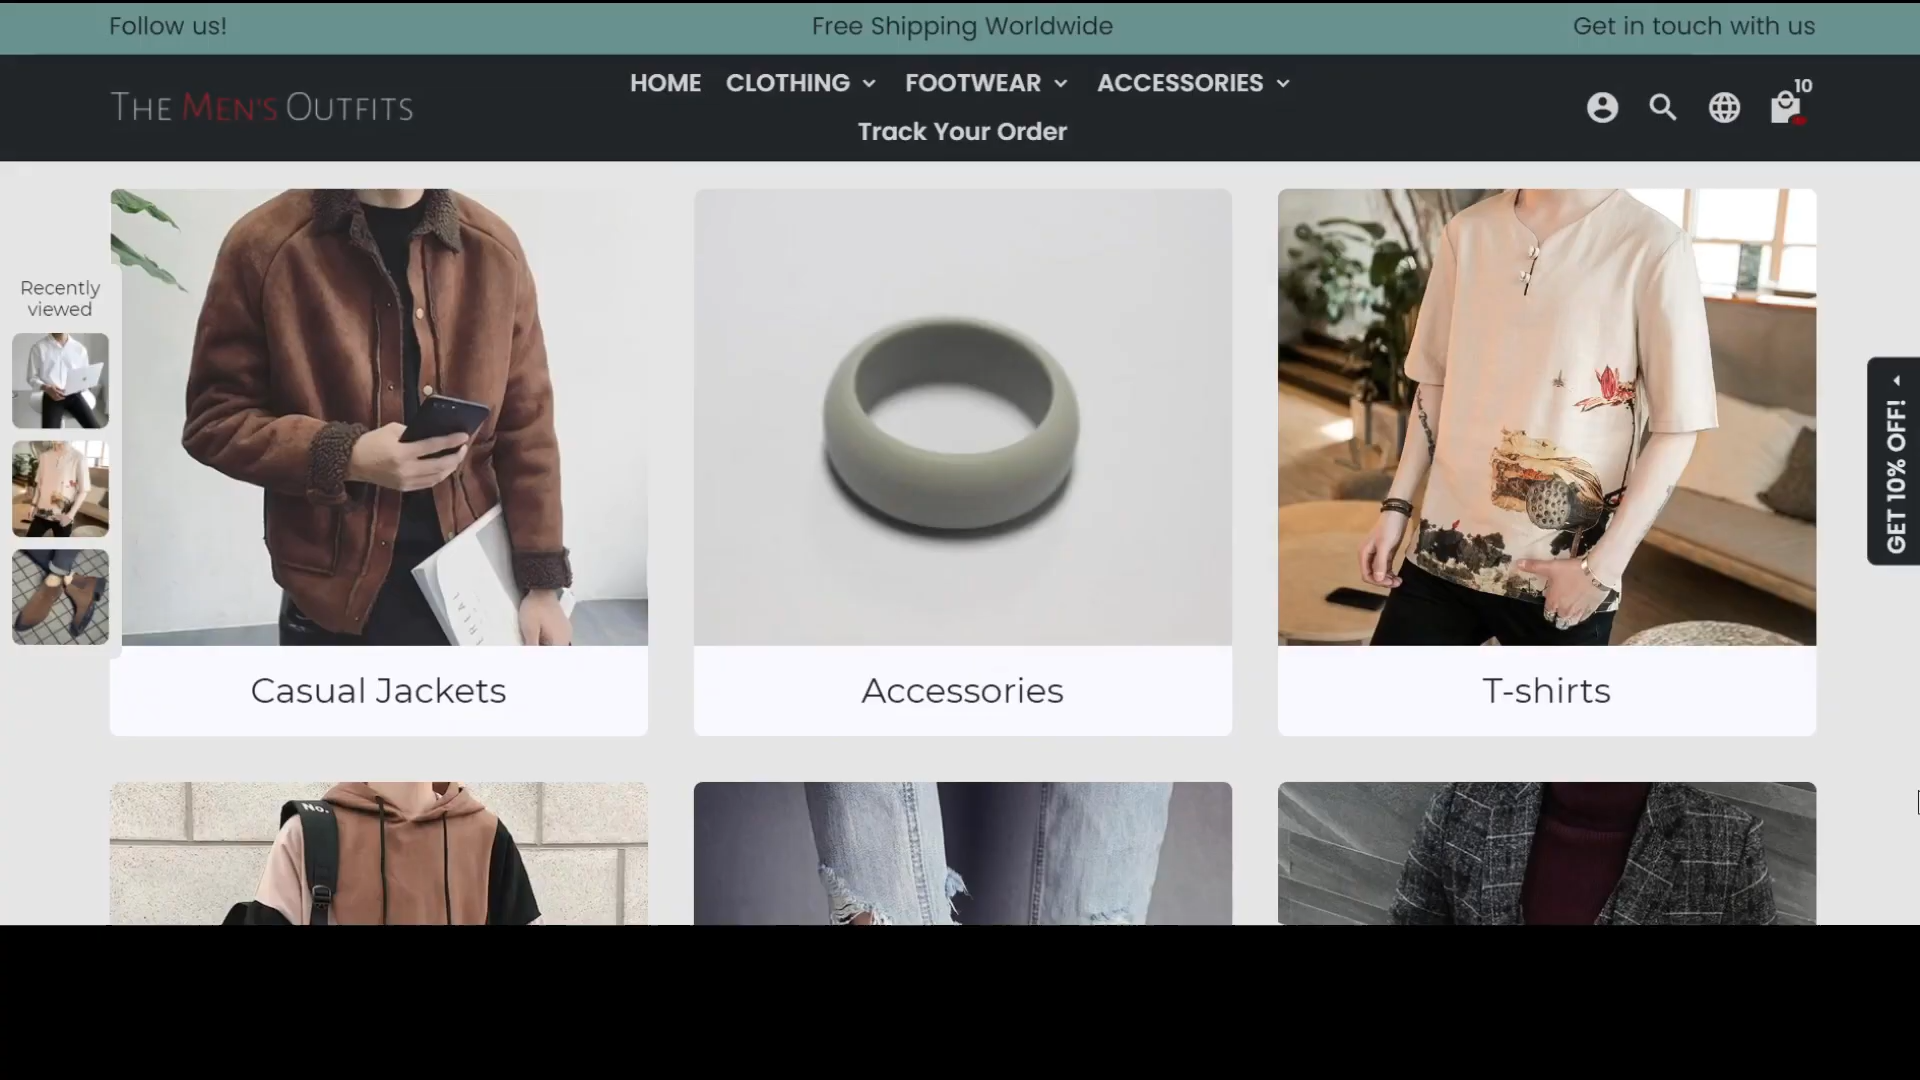 Follow us!
Free Shipping Worldwide
Get in touch with us
THE MEN'S OUTFITS
HOME CLOTHING FOOTWEAR ACCESSORIES
Track Your Order
10
Recently
viewed
GET 10% OFF!
Casual Jackets
Accessories
T-shirts
No.